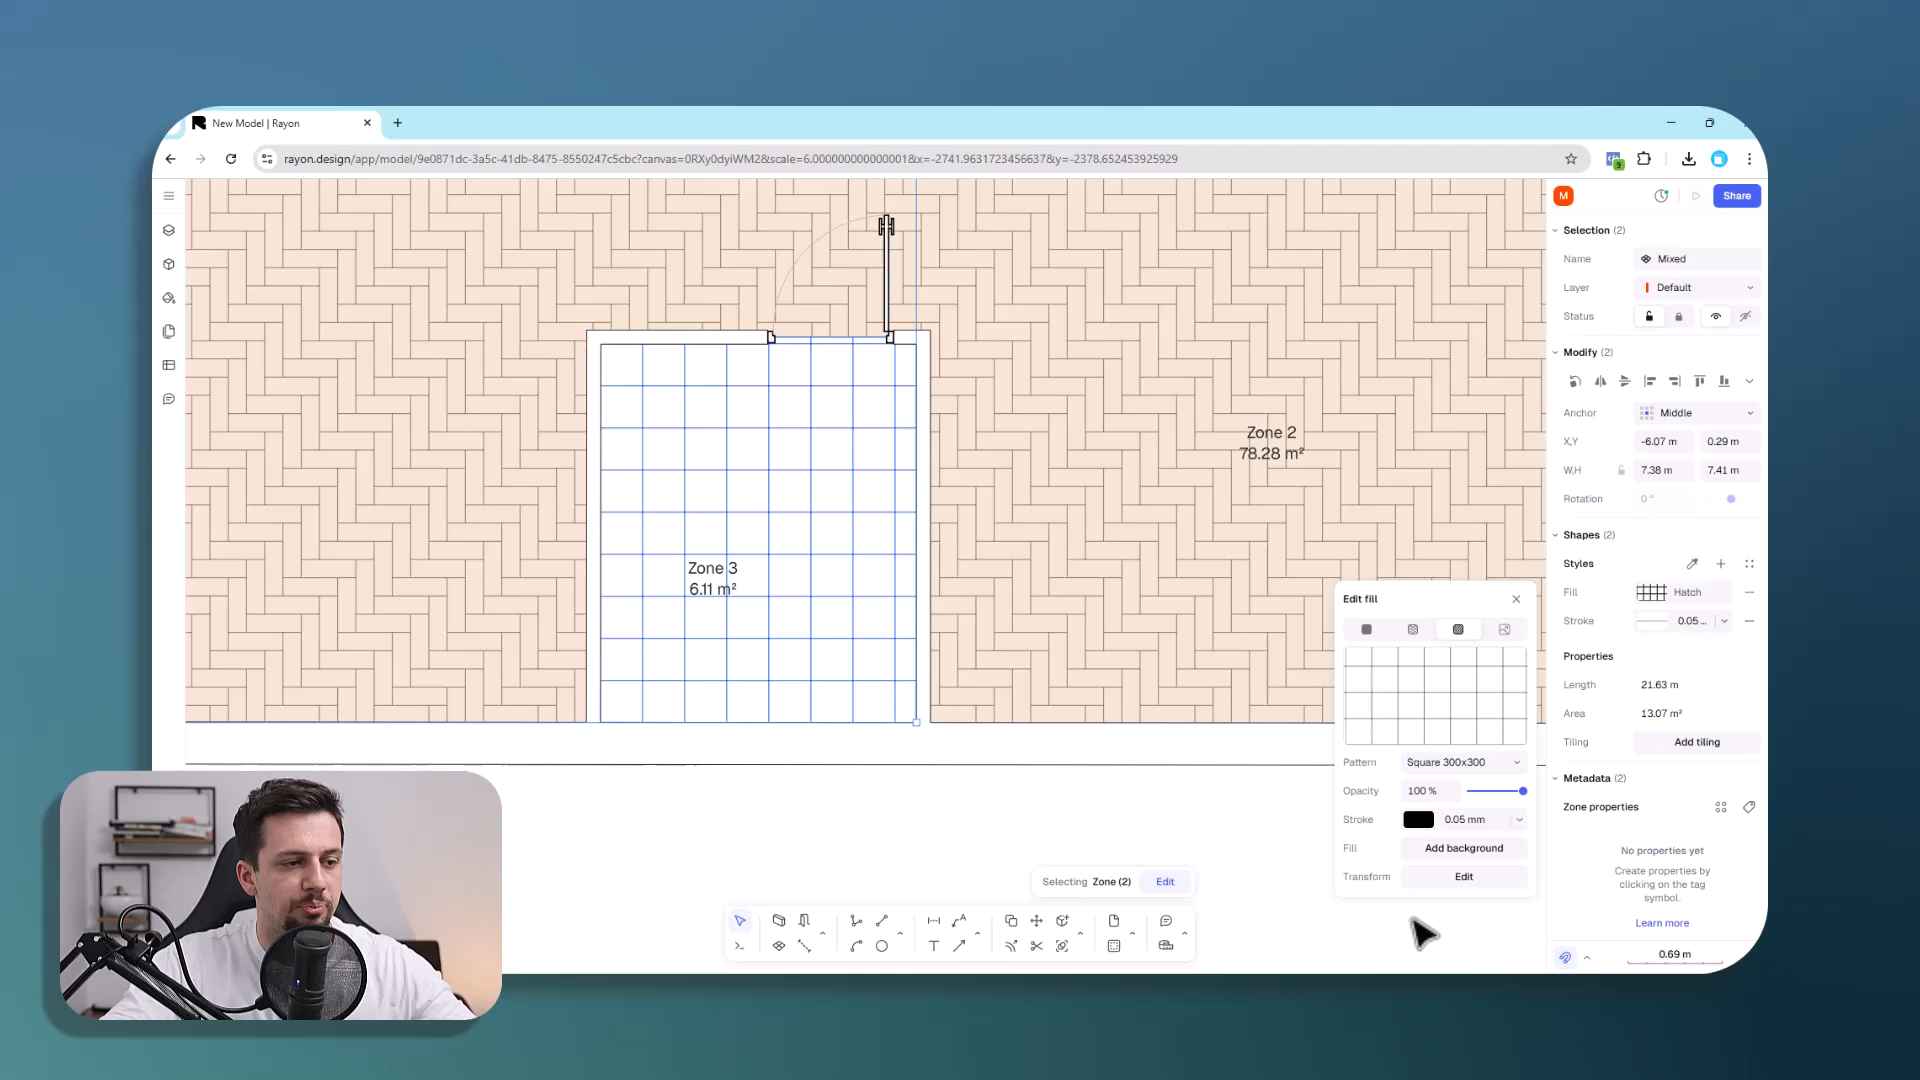 New Model | Rayon
rayon.design/app/model/9e0871dc-3a5c-41db-8475-8550247c5cbc?canvas=0RXy0dyiWM2&scale=6.000000000000001&x=-2741.9631723456637&y=-2378.652453925929
9
M
Share
Selection (2)
Name
Mixed
Layer
Default
Status
Modify (2)
Anchor
Middle
X,Y
-6.07 m
0.29 m
W,H
7.38 m
7.41 m
Rotation
0 °
Shapes (2)
Styles
Fill
Hatch
Stroke
0.05 ...
Properties
Length
21.63 m
Area
13.07 m²
Tiling
Add tiling
Metadata (2)
Zone properties
No properties yet
Create properties by
clicking on the tag
symbol.
Learn more
0.69 m
Zone 2
78.28 m²
Zone 3
6.11 m²
Edit fill
Pattern
Square 300x300
Opacity
100 %
Stroke
0.05 mm
Fill
Add background
Transform
Edit
Selecting Zone (2)
Edit